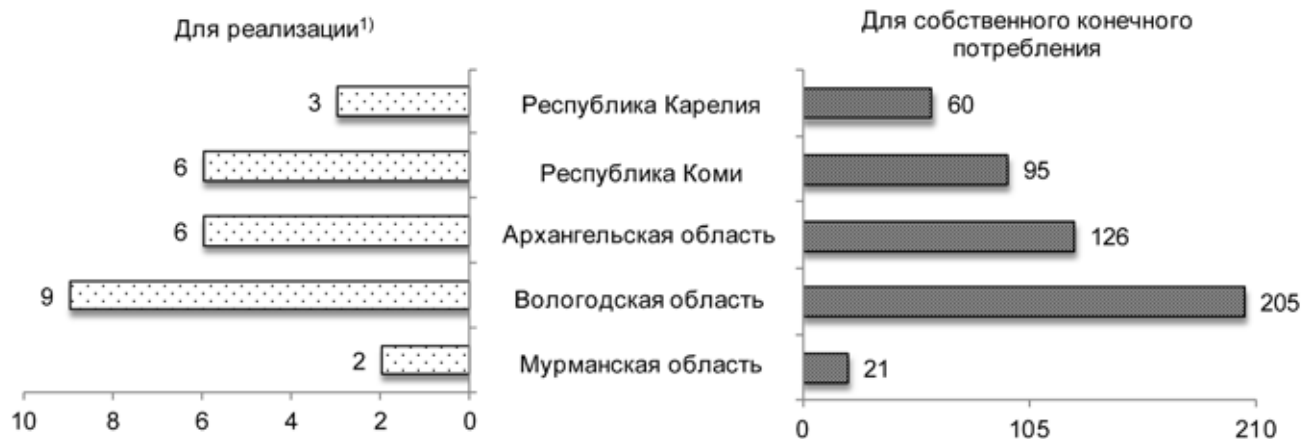 Для реализации¹⁾
Для собственного конечного
потребления
3
Республика Карелия
60
6
Республика Коми
95
6
Архангельская область
126
9
Вологодская область
205
2
Мурманская область
21
10 8 6 4 2 0
0 105 210